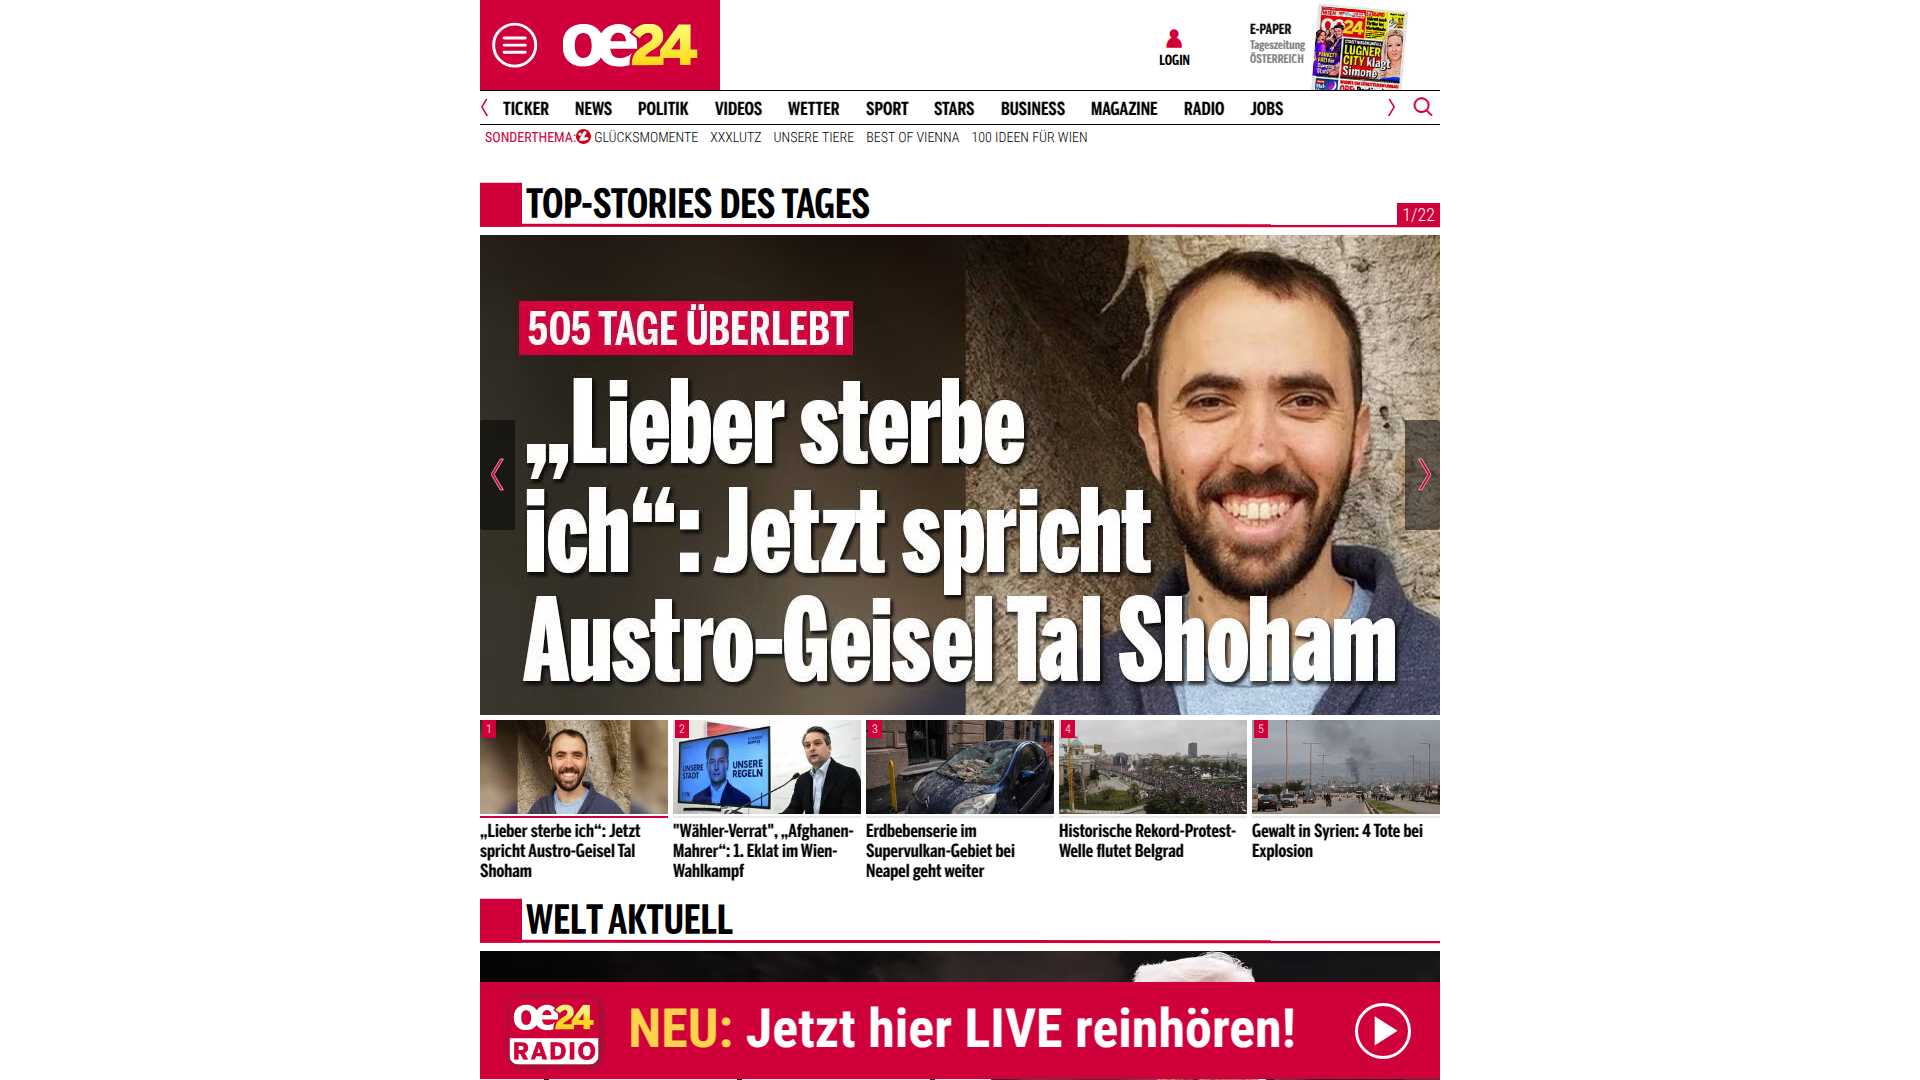 oe24
LOGIN
E-PAPER
Tageszeitung
ÖSTERREICH
oe24
LUGNER
CITY klagt
Simone
TICKER NEWS POLITIK VIDEOS WETTER SPORT STARS BUSINESS MAGAZINE RADIO JOBS
SONDERTHEMA: GLÜCKSMOMENTE XXXLUTZ UNSERE TIERE BEST OF VIENNA 100 IDEEN FÜR WIEN
TOP-STORIES DES TAGES
1/22
505 TAGE ÜBERLEBT
„Lieber sterbe
ich“: Jetzt spricht
Austro-Geisel Tal Shoham
1
2
3
4
5
UNSERE
STADT
UNSERE
REGELN
„Lieber sterbe ich“: Jetzt
spricht Austro-Geisel Tal
Shoham
"Wähler-Verrat", „Afghanen-
Mahrer“: 1. Eklat im Wien-
Wahlkampf
Erdbebenserie im
Supervulkan-Gebiet bei
Neapel geht weiter
Historische Rekord-Protest-
Welle flutet Belgrad
Gewalt in Syrien: 4 Tote bei
Explosion
WELT AKTUELL
oe24
RADIO
NEU: Jetzt hier LIVE reinhören!